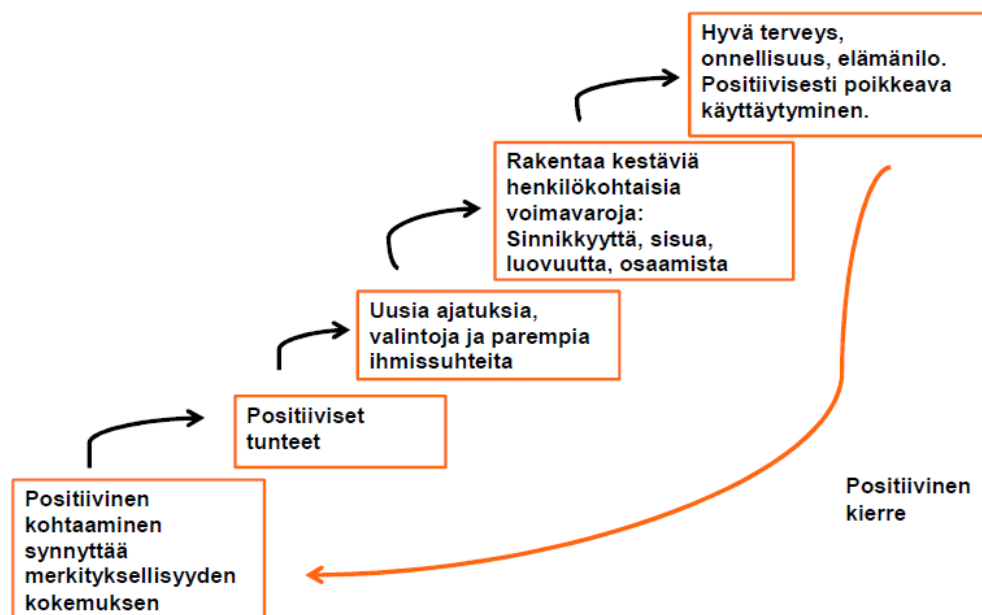 Hyvä terveys,
onnellisuus, elämänilo.
Positiivisesti poikkeava
käyttäytyminen.
Rakentaa kestäviä
henkilökohtaisia
voimavaroja:
Sinnikkyyttä, sisua,
luovuutta, osaamista
Uusia ajatuksia,
valintoja ja parempia
ihmissuhteita
Positiiviset
tunteet
Positiivinen
kohtaaminen
synnyttää
merkityksellisyyden
kokemuksen
Positiivinen
kierre